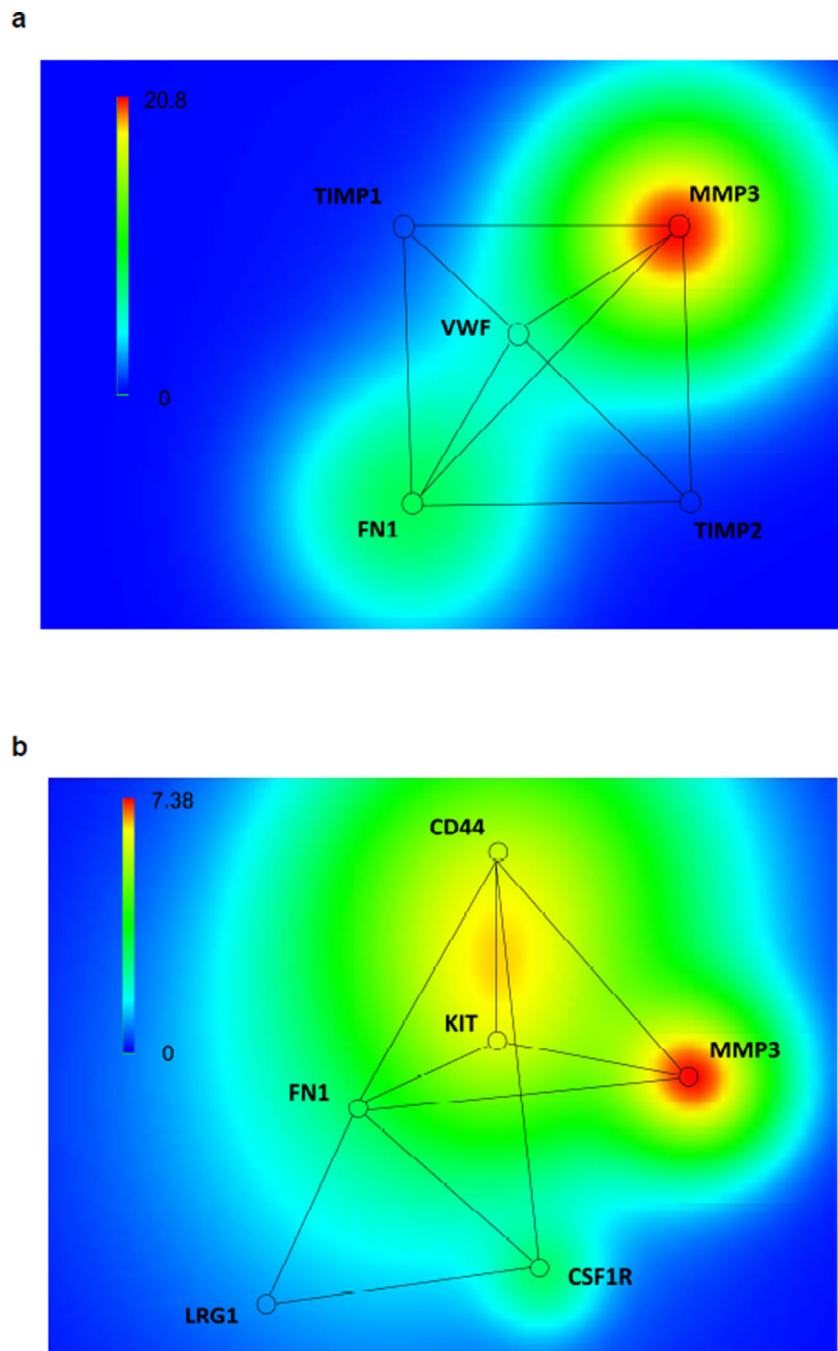 a
20.8
TIMP1
MMP3
VWF
0
FN1
TIMP2
b
7.38
CD44
KIT
0
MMP3
FN1
CSF1R
LRG1